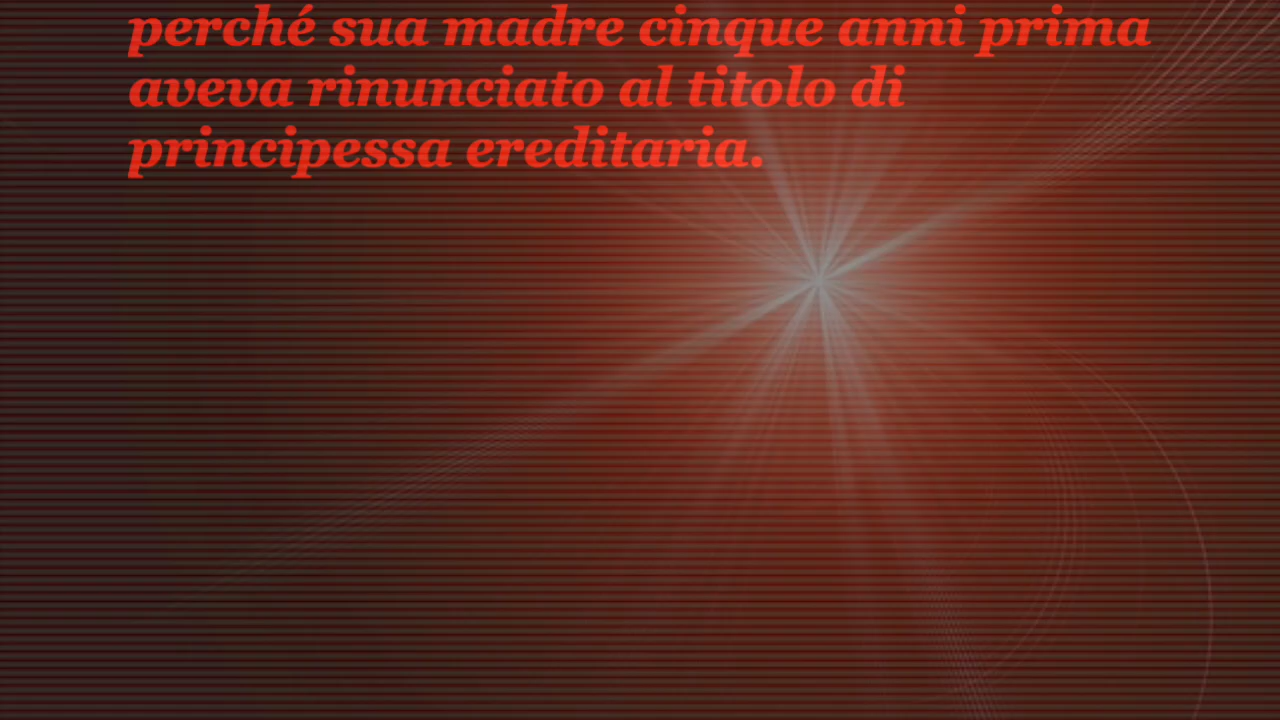 perché sua madre cinque anni prima
aveva rinunciato al titolo di
principessa ereditaria.